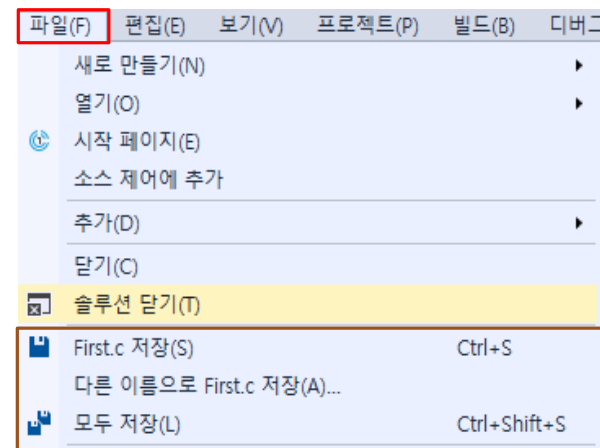 파일(F) 편집(E) 보기(V) 프로젝트(P) 빌드(B) 디버그
새로 만들기(N)
열기(O)
시작 페이지(E)
소스 제어에 추가
추가(D)
닫기(C)
솔루션 닫기(T)
First.c 저장(S) Ctrl+S
다른 이름으로 First.c 저장(A)...
모두 저장(L) Ctrl+Shift+S